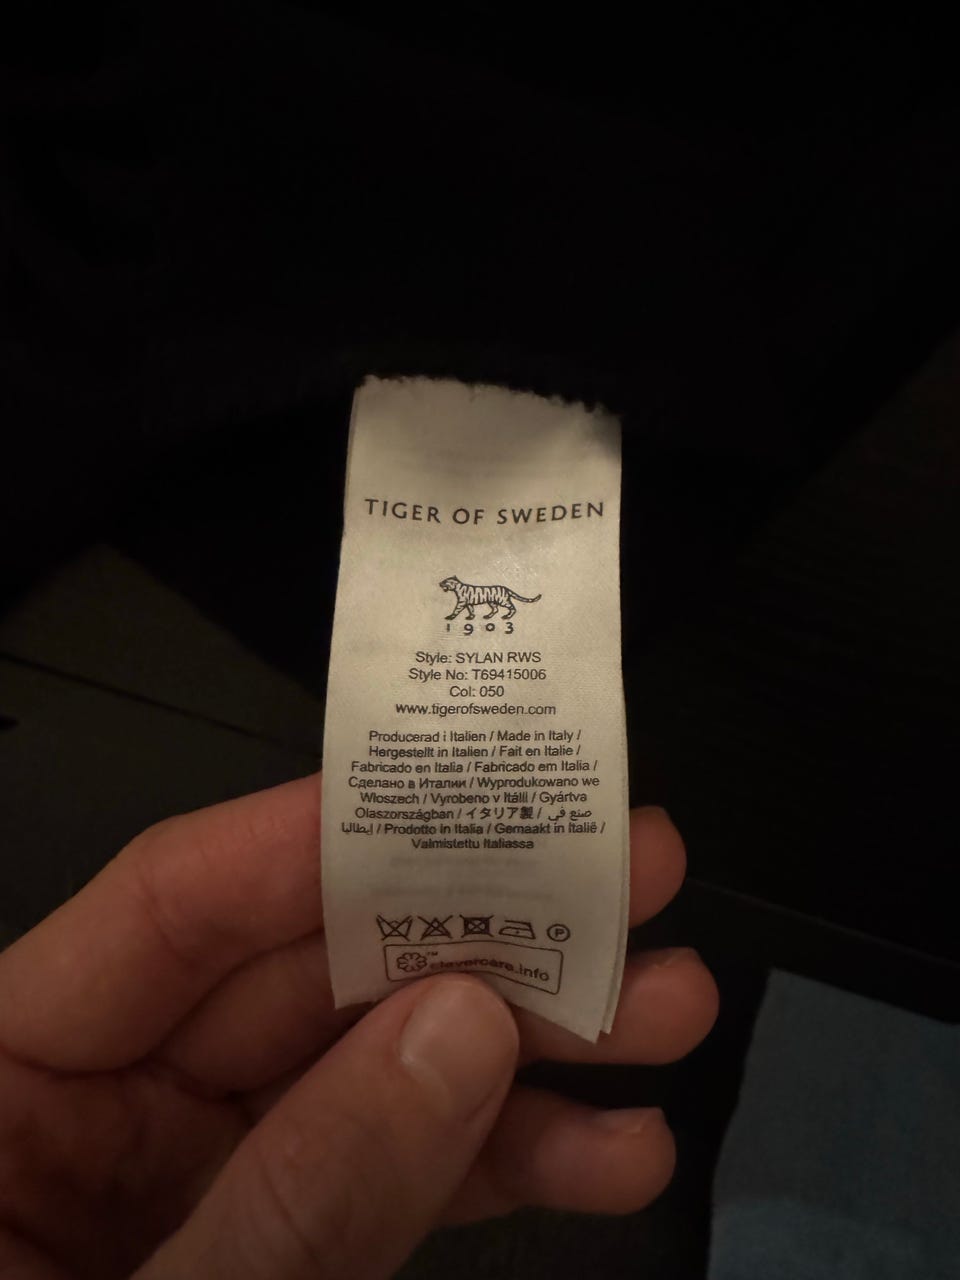 TIGER OF SWEDEN
1903
Style: SYLAN RWS
Style No: T69415006
Col: 050
www.tigerofsweden.com
Producerad i Italien / Made in Italy /
Hergestellt in Italien / Fait en Italie /
Fabricado en Italia / Fabricado em Italia /
Сделано в Италии / Wyprodukowano we
Włoszech / Vyrobeno v Itálii / Gyártva
Olaszországban / イタリア製 / صنع في
إيطاليا / Prodotto in Italia / Gemaakt in Italië /
Valmistettu Italiassa
P
clevercare.info™